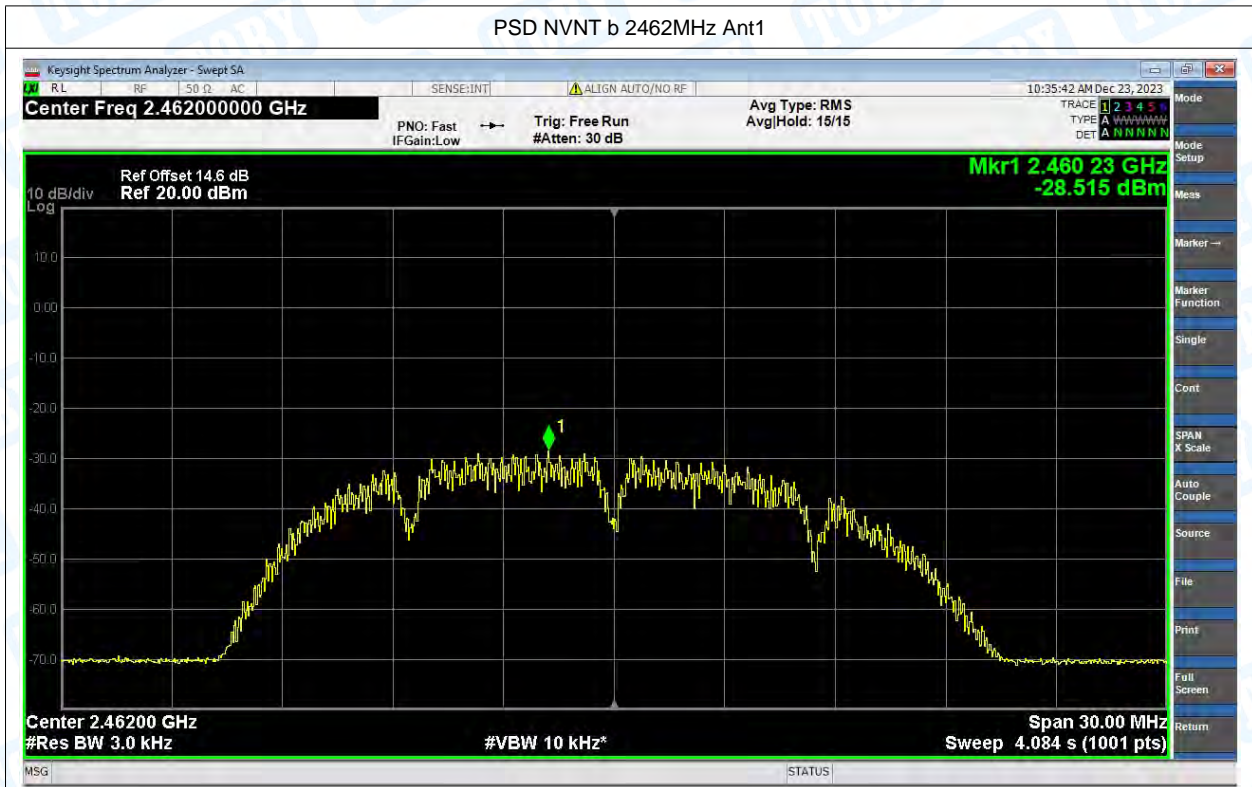 PSD NVNT b 2462MHz Ant1
Keysight Spectrum Analyzer - Swept SA
RL RF 50 Ω AC SENSE:INT ALIGN AUTO/NO RF 10:35:42 AM Dec 23, 2023
Center Freq 2.462000000 GHz
PNO: Fast
IFGain:Low
Trig: Free Run
#Atten: 30 dB
Avg Type: RMS
Avg|Hold: 15/15
TRACE 1 2 3 4 5 6
TYPE A WWWWW
DET A N N N N N
Mkr1 2.460 23 GHz
-28.515 dBm
Ref Offset 14.6 dB
10 dB/div Ref 20.00 dBm
Log
10.0
0.00
-10.0
-20.0
-30.0
-40.0
-50.0
-60.0
-70.0
1
Center 2.46200 GHz
Span 30.00 MHz
#Res BW 3.0 kHz
#VBW 10 kHz*
Sweep 4.084 s (1001 pts)
MSG
STATUS
Mode
Mode
Setup
Meas
Marker →
Marker
Function
Single
Cont
SPAN
X Scale
Auto
Couple
Source
File
Print
Full
Screen
Return